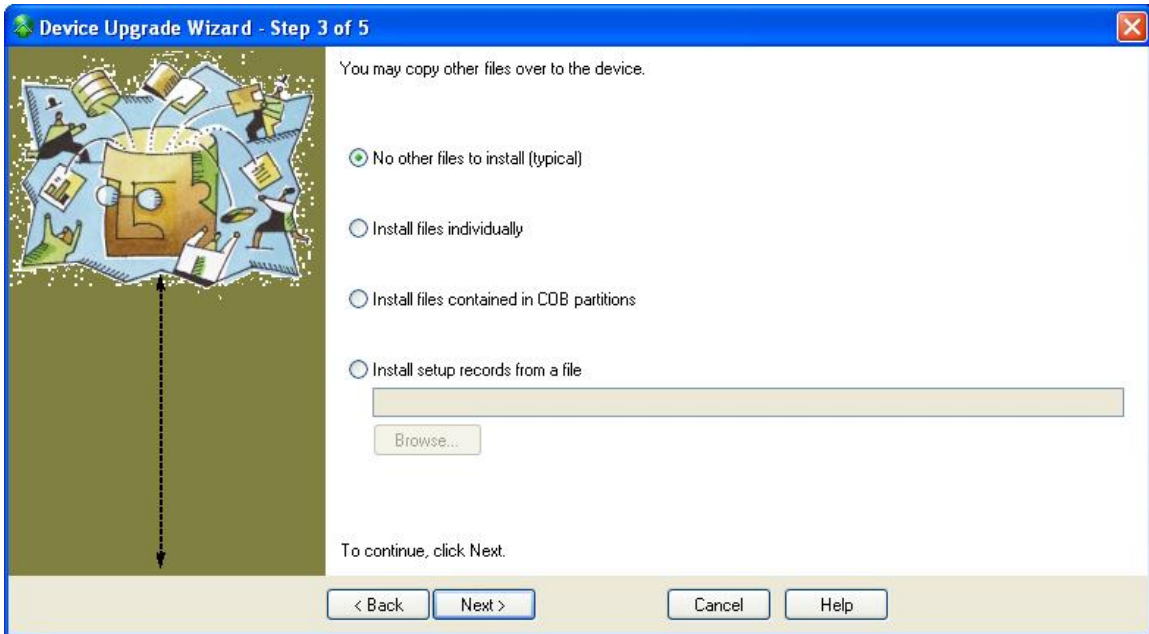 Device Upgrade Wizard - Step 3 of 5
You may copy other files over to the device.
No other files to install (typical)
Install files individually
Install files contained in COB partitions
Install setup records from a file
Browse...
To continue, click Next.
< Back
Next >
Cancel
Help